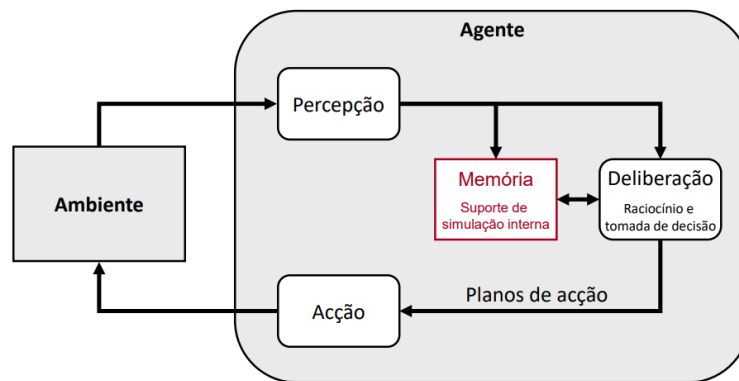 Agente
Percepção
Memória
Suporte de
simulação interna
Deliberação
Raciocínio e
tomada de decisão
Ambiente
Planos de acção
Acção